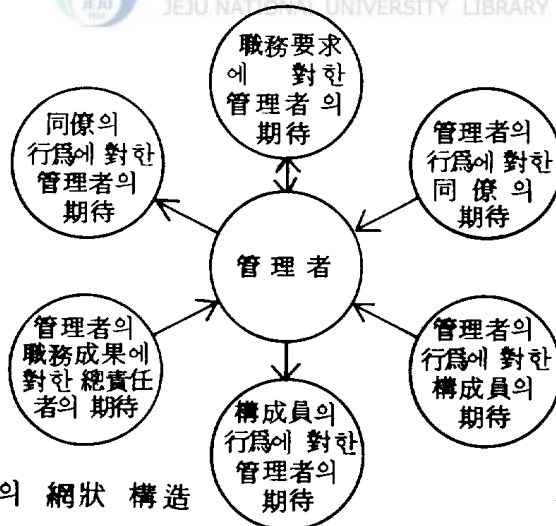 JEJU
1952
JEJU NATIONAL UNIVERSITY LIBRARY
職務要求
에 對한
管理者 의
期待
同僚의
行爲에 對한
管理者의
期待
管理者의
行爲에 對한
同 僚의
期待
管 理 者
管理者의
職務成果에
對한 總責任
者의 期待
管理者의
行爲에 對한
構成員의
期待
構成員의
行爲에 對한
管理者의
期待
의 網狀 構造